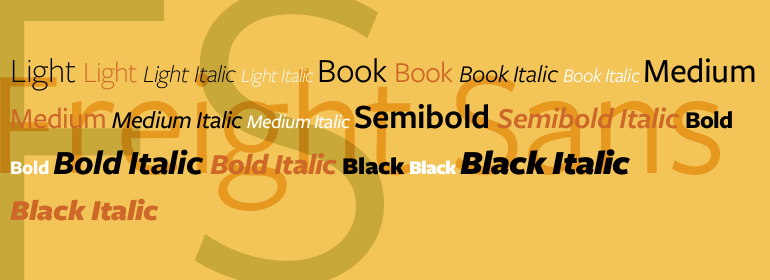 FS
Freight Sans
Light Light Light Italic Light Italic Book Book Book Italic Book Italic Medium
Medium Medium Italic Medium Italic Semibold Semibold Italic Bold
Bold Bold Italic Bold Italic Black Black Black Italic
Black Italic